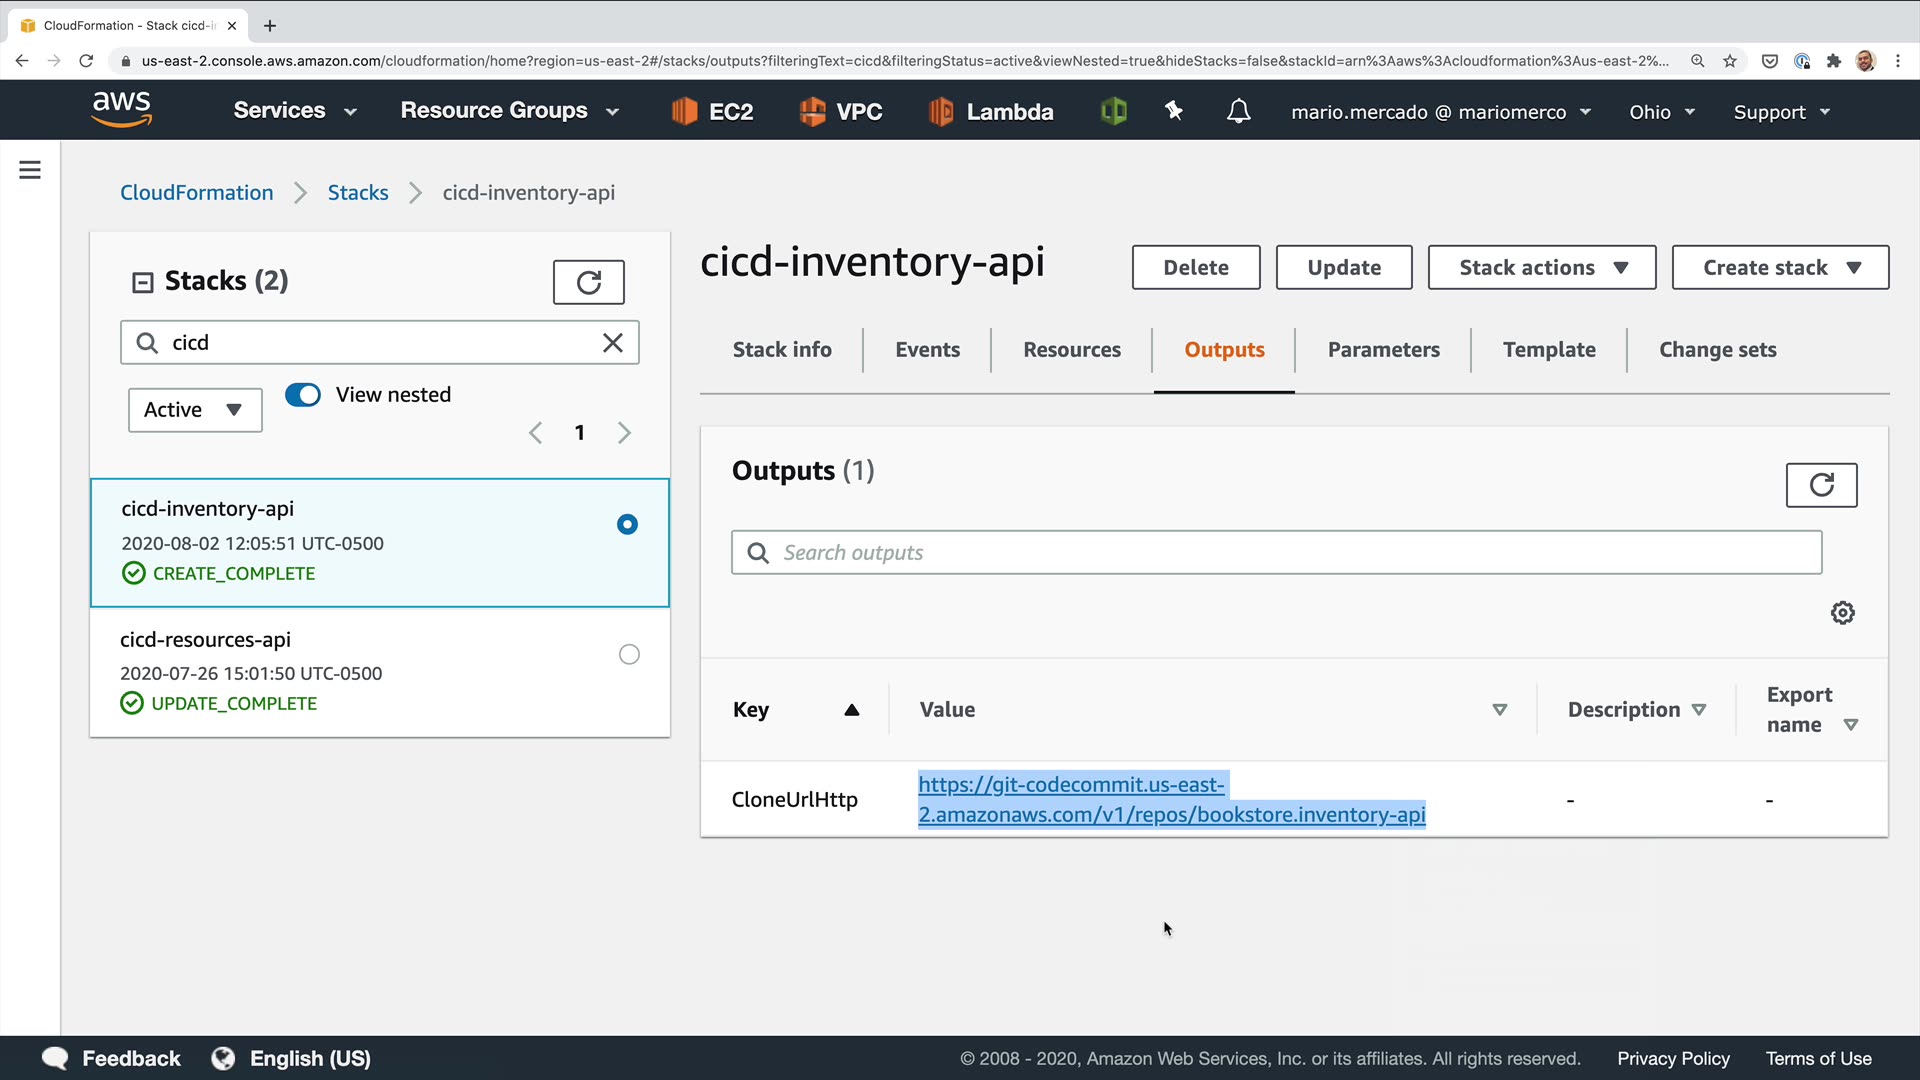 CloudFormation - Stack cicd-in
us-east-2.console.aws.amazon.com/cloudformation/home?region=us-east-2#/stacks/outputs?filteringText=cicd&filteringStatus=active&viewNested=true&hideStacks=false&stackId=arn%3Aaws%3Acloudformation%3Aus-east-2%...
aws Services Resource Groups EC2 VPC Lambda mario.mercado @ mariomerco Ohio Support
CloudFormation Stacks cicd-inventory-api
Stacks (2)
cicd
Active
View nested
1
cicd-inventory-api
2020-08-02 12:05:51 UTC-0500
CREATE_COMPLETE
cicd-resources-api
2020-07-26 15:01:50 UTC-0500
UPDATE_COMPLETE
cicd-inventory-api
Delete Update Stack actions Create stack
Stack info Events Resources Outputs Parameters Template Change sets
Outputs (1)
Search outputs
Key Value Description Export
name
CloneUrlHttp
https://git-codecommit.us-east-
2.amazonaws.com/v1/repos/bookstore.inventory-api
- -
Feedback English (US) © 2008 - 2020, Amazon Web Services, Inc. or its affiliates. All rights reserved. Privacy Policy Terms of Use